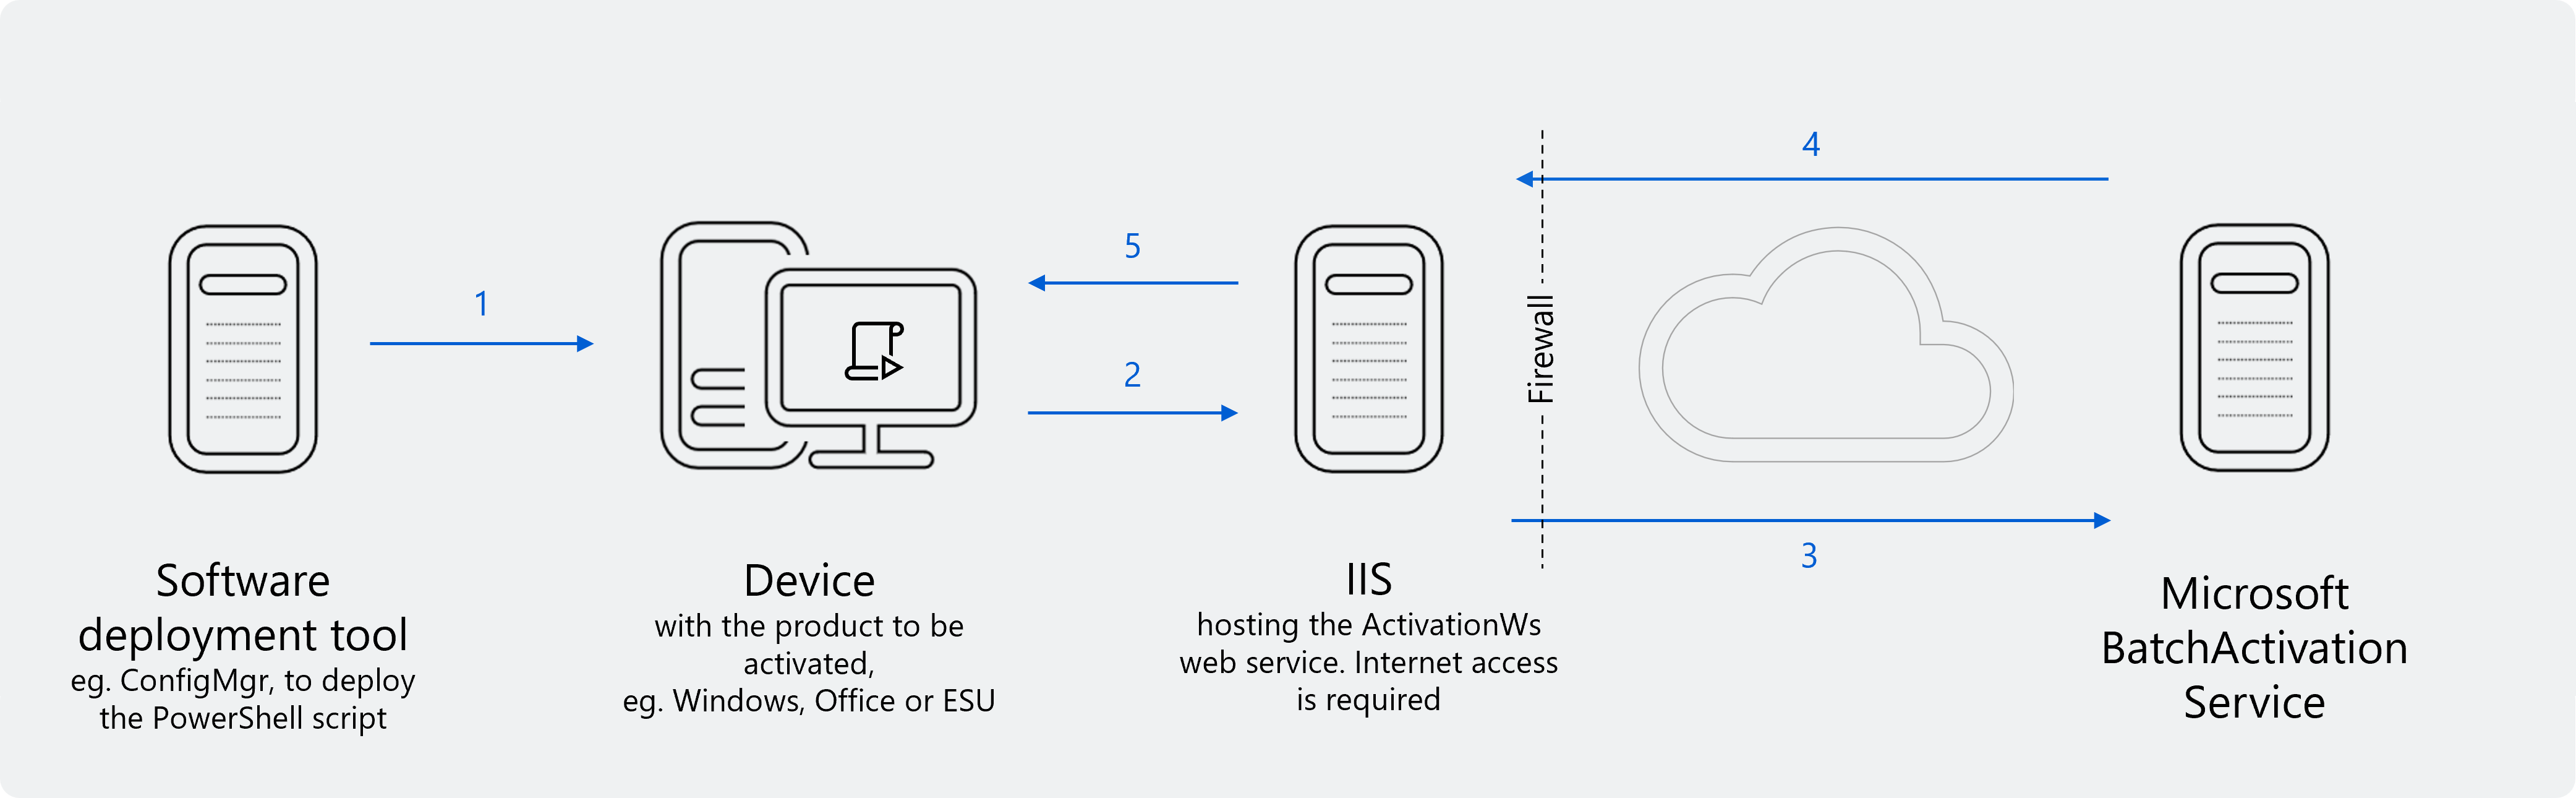 4
5
1
2
Firewall
3
Software
deployment tool
eg. ConfigMgr, to deploy
the PowerShell script
Device
with the product to be
activated,
eg. Windows, Office or ESU
IIS
hosting the ActivationWs
web service. Internet access
is required
Microsoft
BatchActivation
Service